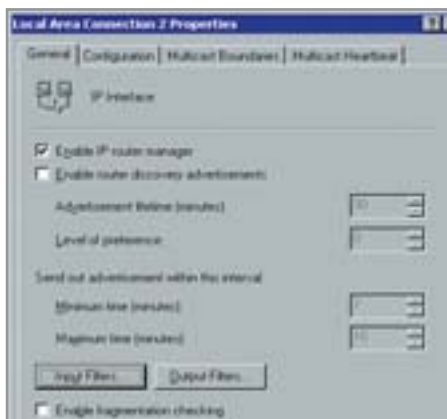 Local Area Connection 2 Properties
General Configuration Multicast Boundaries Multicast Heartbeat
IP Interface
Enable IP router manager
Enable router discovery advertisements
Advertisement lifetime (minutes)
Level of preference
Send out advertisement within this interval
Minimum time (minutes)
Maximum time (minutes)
Input Filters... Output Filters...
Enable fragmentation checking